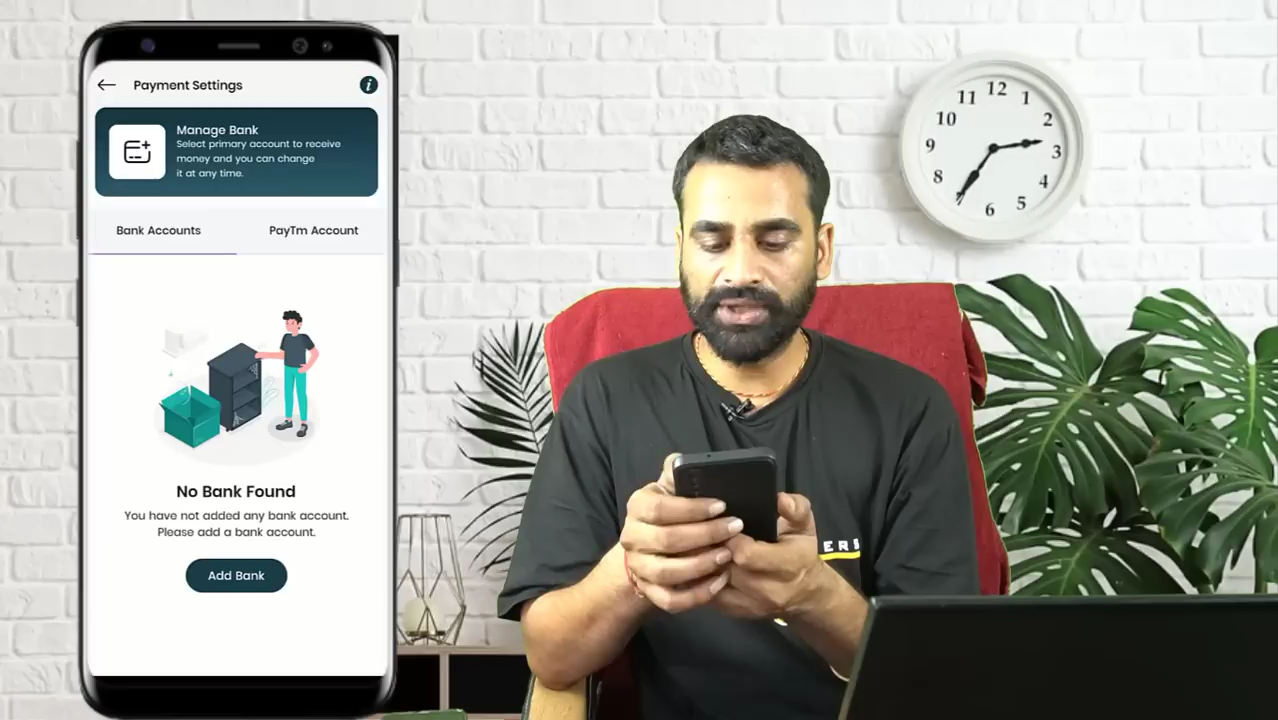 Payment Settings
i
Manage Bank
Select primary account to receive
money and you can change
it at any time.
Bank Accounts
PayTm Account
No Bank Found
You have not added any bank account.
Please add a bank account.
Add Bank
12
1
2
3
4
5
6
8
9
10
11